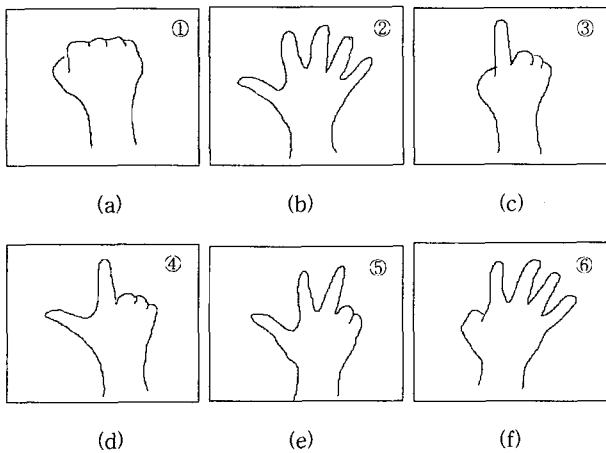 ① ② ③
(a) (b) (c)
④ ⑤ ⑥
(d) (e) (f)